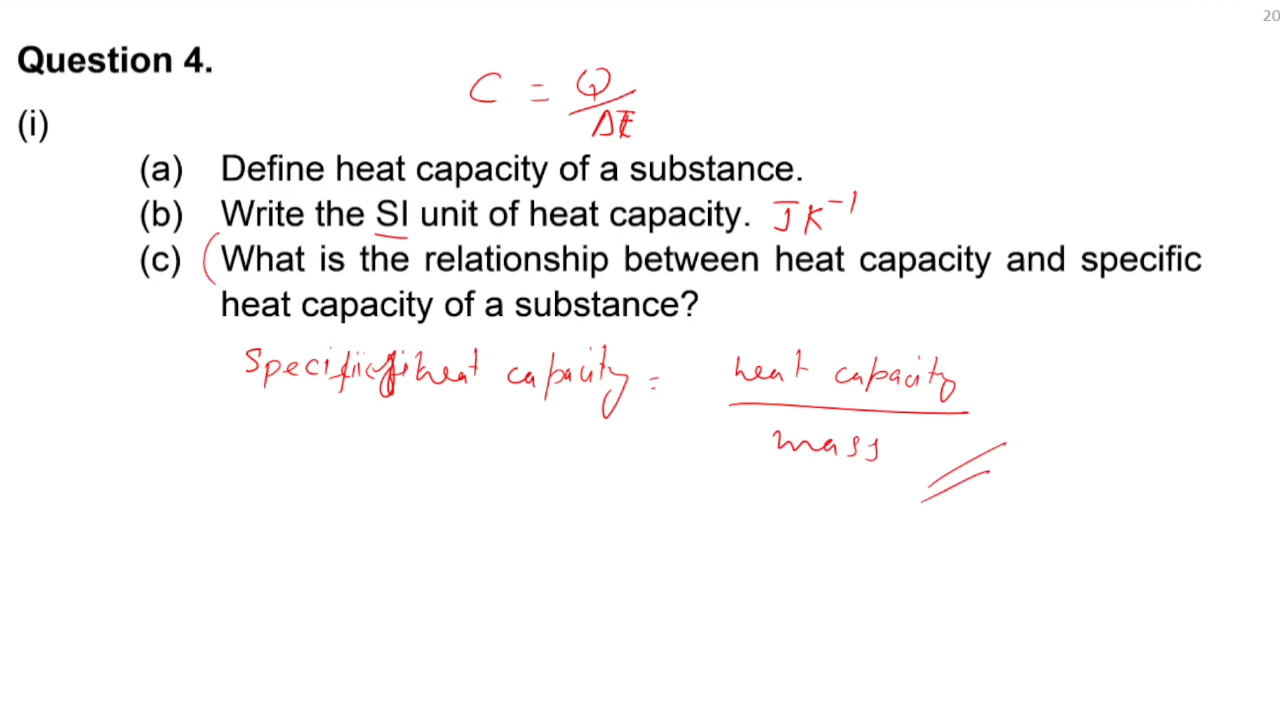 20
Question 4.
C = Q/Δt
(i)
(a) Define heat capacity of a substance.
(b) Write the SI unit of heat capacity. JK⁻¹
(c) What is the relationship between heat capacity and specific
heat capacity of a substance?
Specific heat capacity = heat capacity
mass